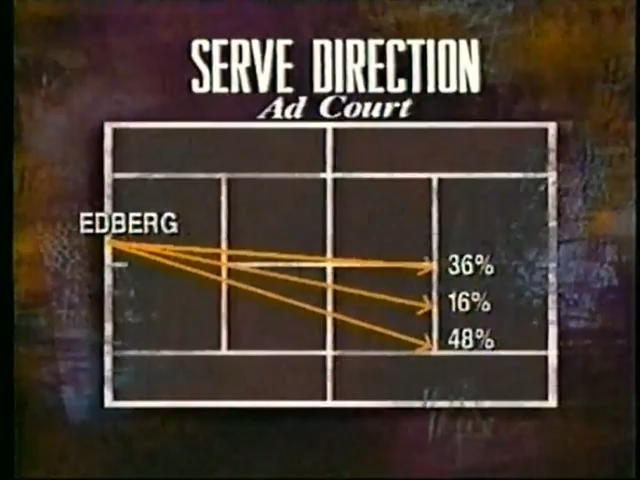 SERVE DIRECTION
Ad Court
EDBERG
36%
16%
48%